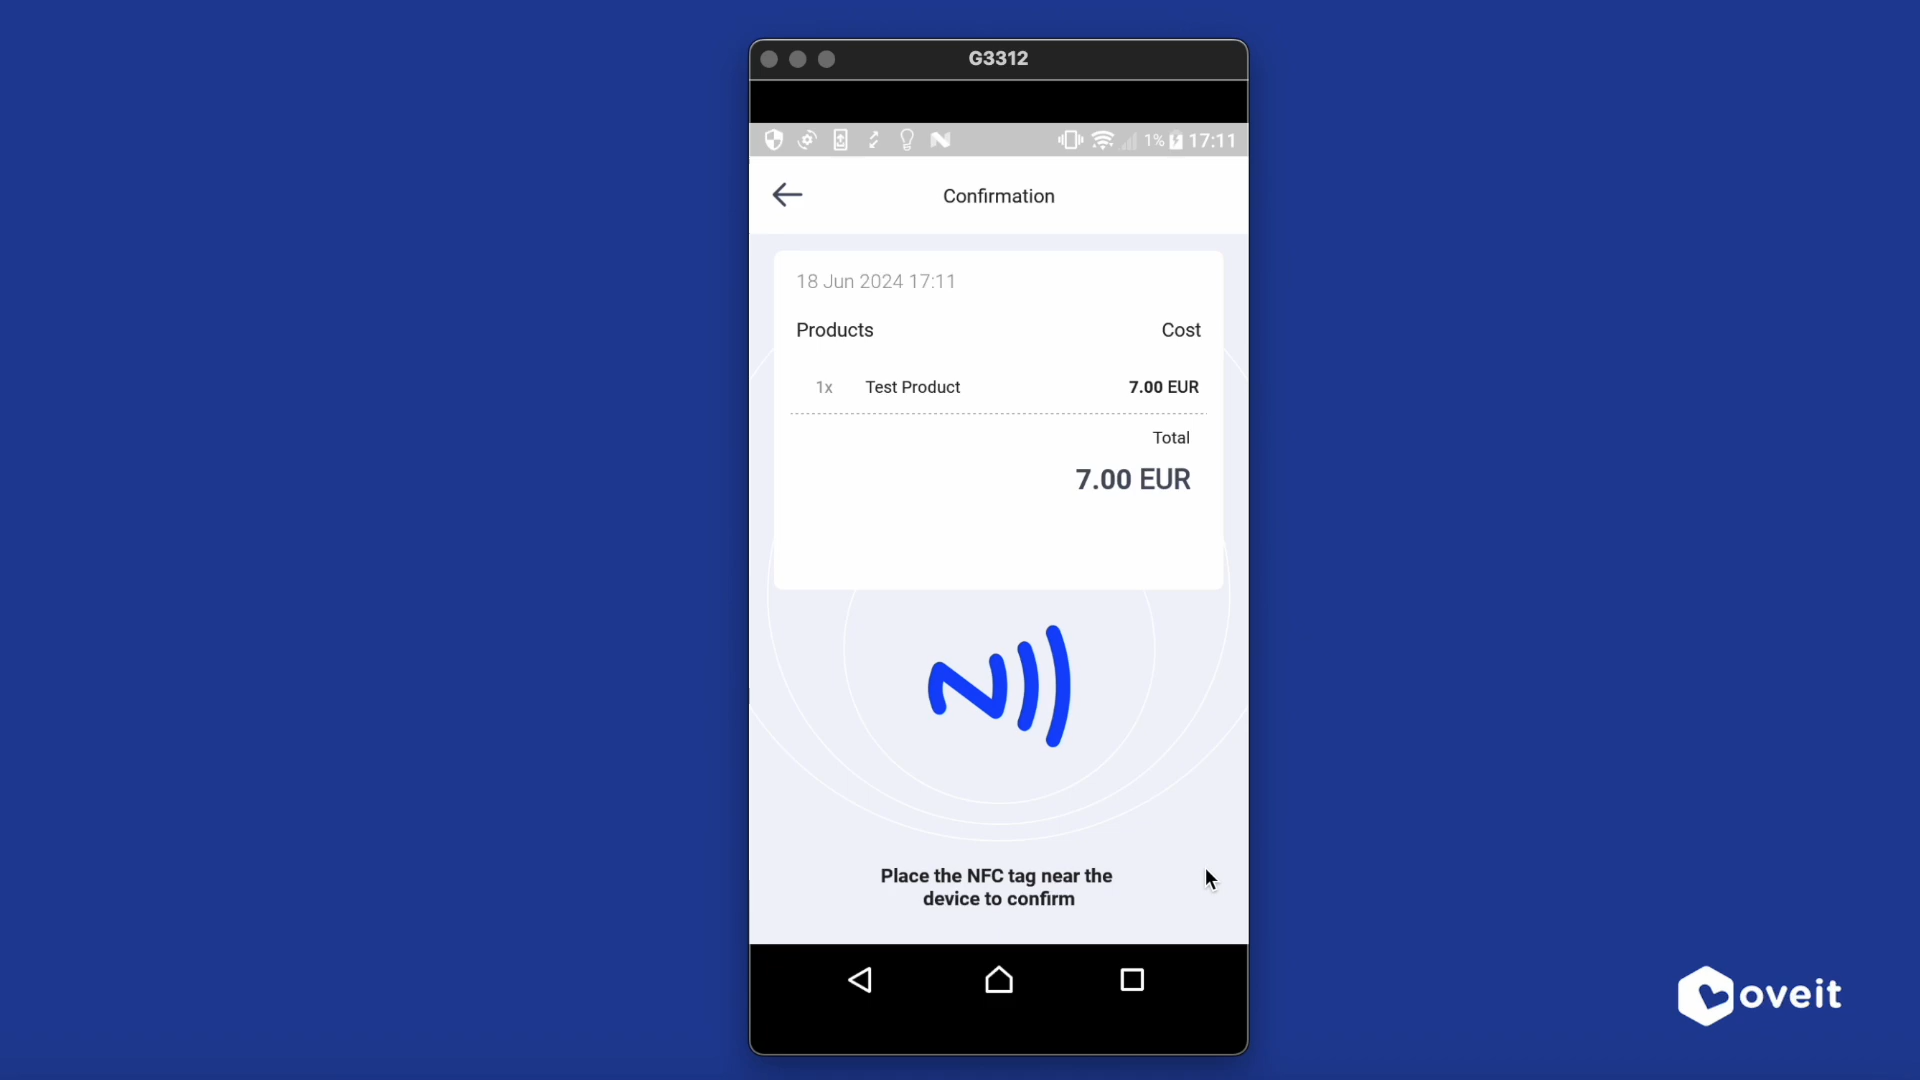 G3312
1% 17:11
Confirmation
18 Jun 2024 17:11
Products Cost
1x Test Product 7.00 EUR
Total
7.00 EUR
Place the NFC tag near the
device to confirm
oveit